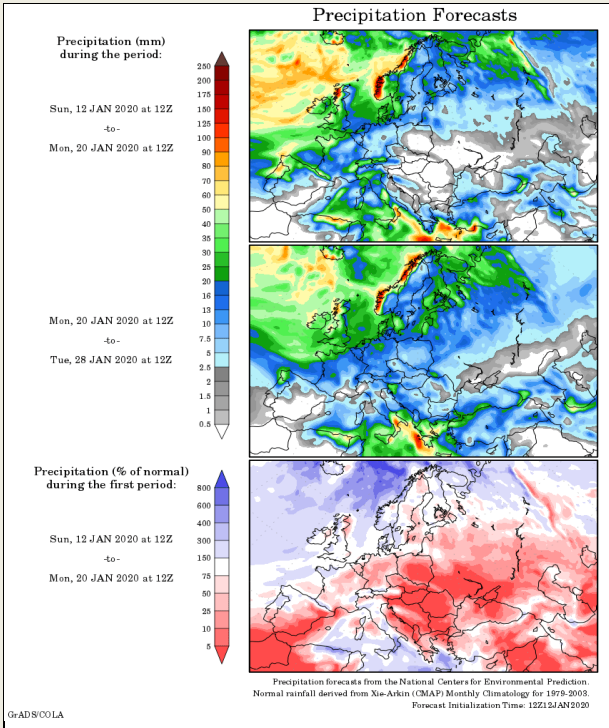 Precipitation Forecasts
Precipitation (mm)
during the period:
Sun, 12 JAN 2020 at 12Z
-to-
Mon, 20 JAN 2020 at 12Z
250
200
175
150
125
100
90
80
70
60
50
40
35
30
25
20
16
13
10
7.5
5
2.5
2
1.5
1
0.5
Mon, 20 JAN 2020 at 12Z
-to-
Tue, 28 JAN 2020 at 12Z
Precipitation (% of normal)
during the first period:
Sun, 12 JAN 2020 at 12Z
-to-
Mon, 20 JAN 2020 at 12Z
800
600
400
300
150
75
50
25
10
5
Precipitation forecasts from the National Centers for Environmental Prediction.
Normal rainfall derived from Xie-Arkin (CMAP) Monthly Climatology for 1979-2003.
Forecast Initialization Time: 12Z12JAN2020
GrADS/COLA